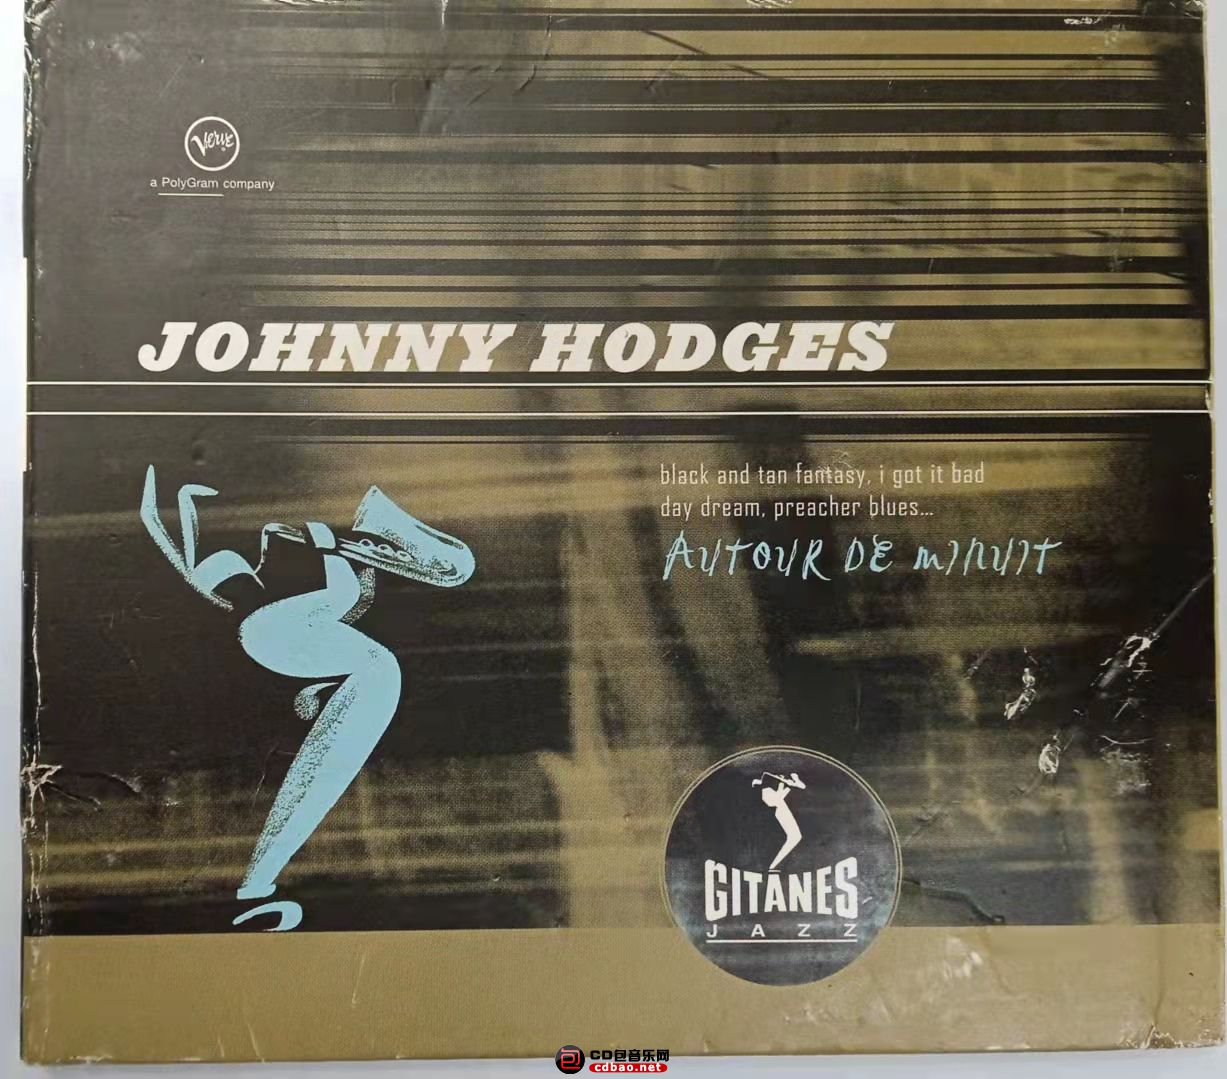 Verve
a PolyGram company
JOHNNY HODGES
black and tan fantasy, i got it bad
day dream, preacher blues...
AUTOUR DE MINUIT
GITANES
JAZZ
CD包音乐网
cdbao.net